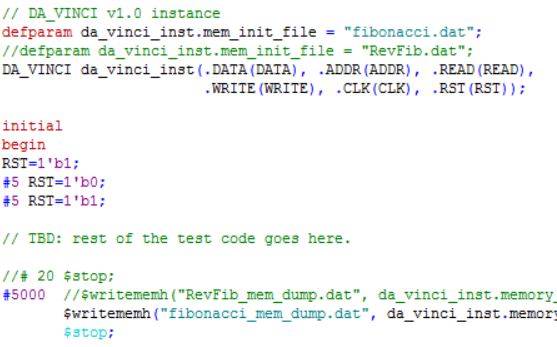 // DA_VINCI v1.0 instance
defparam da_vinci_inst.mem_init_file = "fibonacci.dat";
//defparam da_vinci_inst.mem_init_file = "RevFib.dat";
DA_VINCI da_vinci_inst(.DATA(DATA), .ADDR(ADDR), .READ(READ),
.WRITE(WRITE), .CLK(CLK), .RST(RST));
initial
begin
RST=1'b1;
#5 RST=1'b0;
#5 RST=1'b1;
// TBD: rest of the test code goes here.
//# 20 $stop;
#5000 //$writememh("RevFib_mem_dump.dat", da_vinci_inst.memory_
$writememh("fibonacci_mem_dump.dat", da_vinci_inst.memory
$stop;